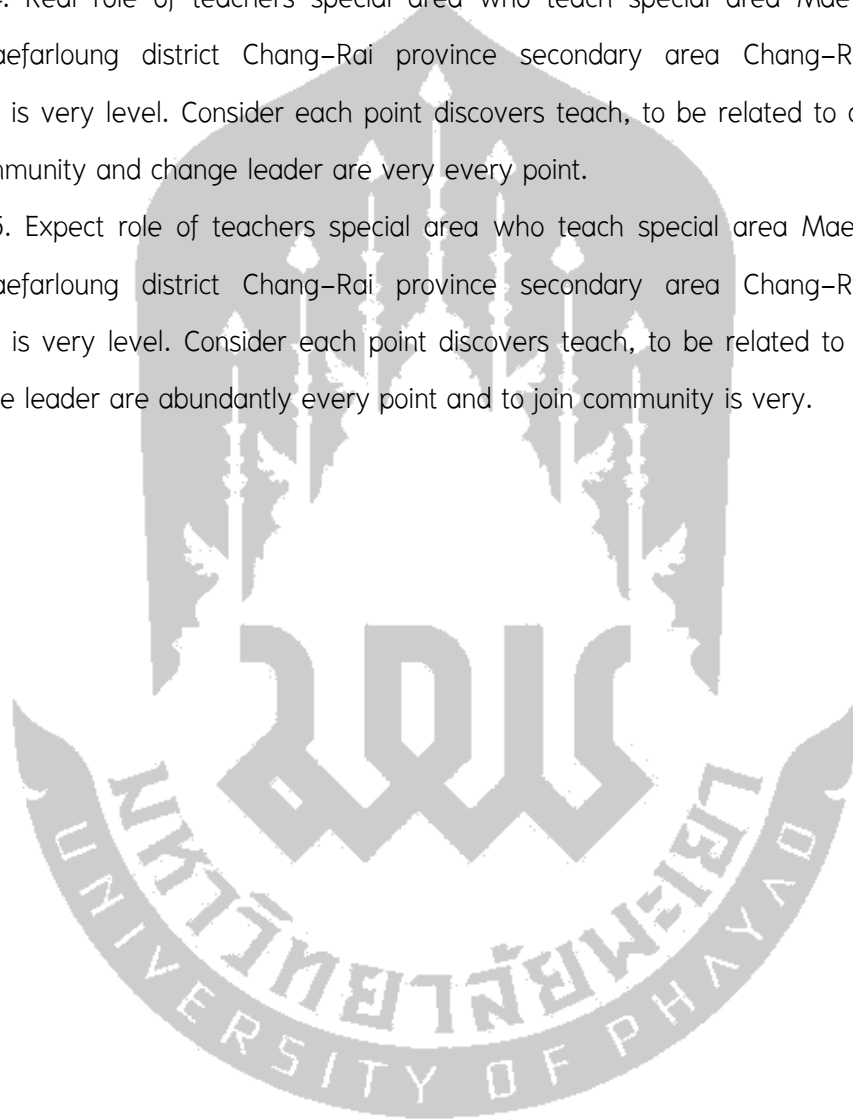 . Real role of teachers special area who teach special area Mae
aefarloung district Chang–Rai province secondary area Chang–R
is very level. Consider each point discovers teach, to be related to
munity and change leader are very every point.
5. Expect role of teachers special area who teach special area Mae
aefarloung district Chang–Rai province secondary area Chang–R
is very level. Consider each point discovers teach, to be related to
e leader are abundantly every point and to join community is very.
มหาวิทยาลัยพะเยา
UNIVERSITY OF PHAYAO